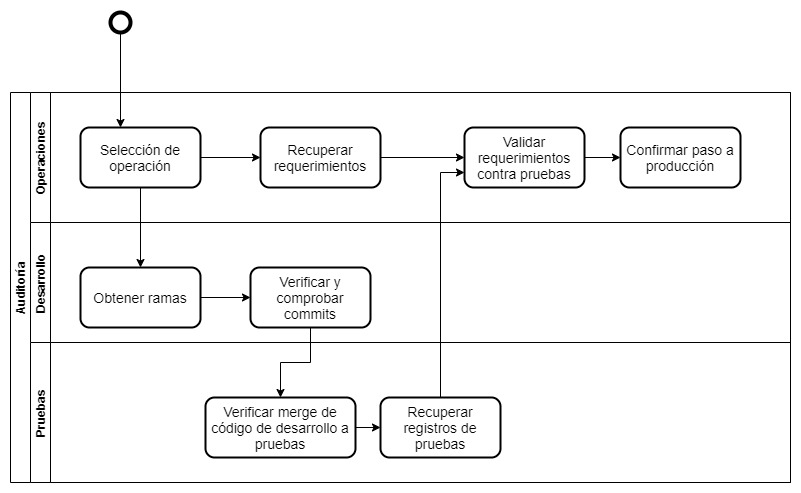 Auditoría
Operaciones
Selección de
operación
Recuperar
requerimientos
Validar
requerimientos
contra pruebas
Confirmar paso a
producción
Desarrollo
Obtener ramas
Verificar y
comprobar
commits
Pruebas
Verificar merge de
código de desarrollo a
pruebas
Recuperar
registros de
pruebas